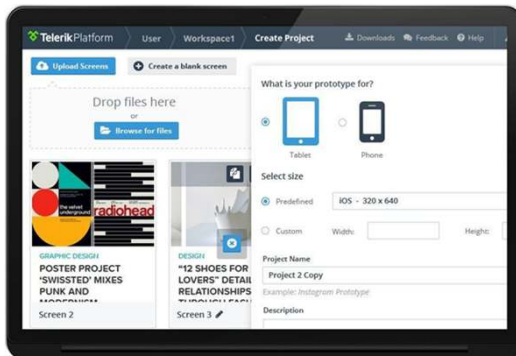 Telerik Platform User Workspace1 Create Project Downloads Feedback Help
Upload Screens Create a blank screen
Drop files here
or
Browse for files
the velvet
underground
radiohead
GRAPHIC DESIGN
POSTER PROJECT
'SWISSTED' MIXES
PUNK AND
MODERNISM
Screen 2
DESIGN
"12 SHOES FOR
LOVERS" DETAIL
RELATIONSHIPS
THROUGH
Screen 3
What is your prototype for?
Tablet Phone
Select size
Predefined iOS - 320 x 640
Custom Width: Height:
Project Name
Project 2 Copy
Example: Instagram Prototype
Description